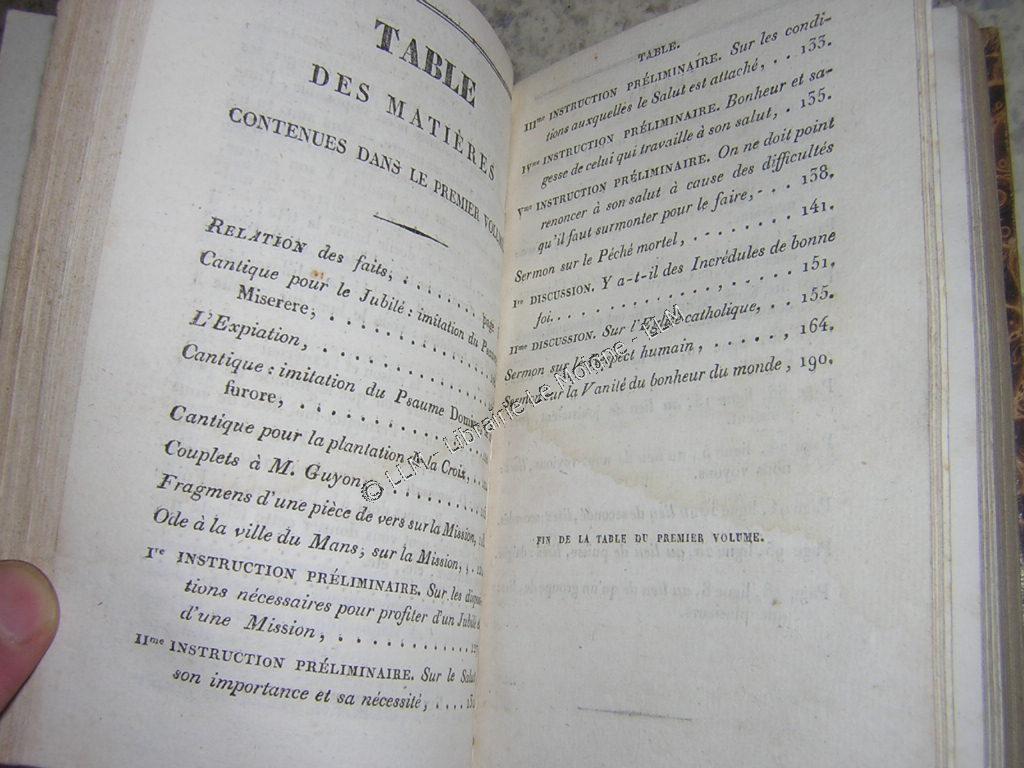 TABLE
DES MATIÈRES
CONTENUES DANS LE PREMIER VOLUME
RELATION des faits, . . . . . . . page
Cantique pour le Jubilé : imitation du
Miserere, . . . . . . . . . . .
L'Expiation, . . . . . . . . . .
Cantique : imitation du Psaume
furore, . . . . . . . . . . .
Cantique pour la plantation de la Croix, . .
Couplets à M. Guyon, . . . . . . .
Fragmens d'une pièce de vers sur la Mission,
Ode à la ville du Mans, sur la Mission, . .
Ire INSTRUCTION PRÉLIMINAIRE. Sur les
tions nécessaires pour profiter d'un Jubilé
d'une Mission, . . . . . . . . . .
IIme INSTRUCTION PRÉLIMINAIRE. Sur le Salut
son importance et sa nécessité, . . . .
TABLE.
IIIme INSTRUCTION PRÉLIMINAIRE. Sur les condi-
tions auxquelles le Salut est attaché, . . 133.
IVme INSTRUCTION PRÉLIMINAIRE. Bonheur et sa-
gesse de celui qui travaille à son salut, . 135.
Vme INSTRUCTION PRÉLIMINAIRE. On ne doit point
renoncer à son salut à cause des difficultés
qu'il faut surmonter pour le faire, . . . 138.
Sermon sur le Péché mortel, . . . . . . 141.
Ire DISCUSSION. Y a-t-il des Incrédules de bonne
foi. . . . . . . . . . , . . . . 151.
IIme DISCUSSION. Sur l'Eglise catholique, . . 155.
Sermon sur le Respect humain, . . . . . , 164.
Sermon sur la Vanité du bonheur du monde, 190.
FIN DE LA TABLE DU PREMIER VOLUME.
© LLM - Librairie Le Moigne - LLM